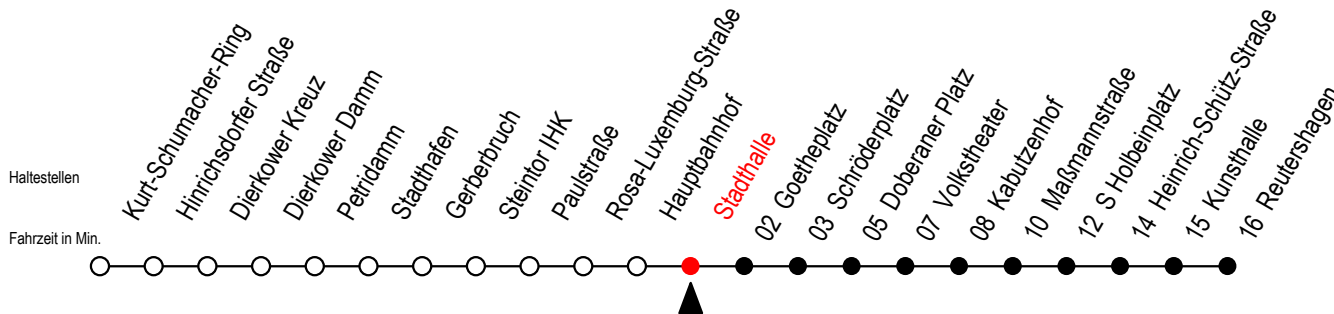 Haltestellen
Fahrzeit in Min.
Kurt-Schumacher-Ring
Hinrichsdorfer Straße
Dierkower Kreuz
Dierkower Damm
Petridamm
Stadthafen
Gerberbruch
Steintor IHK
Paulstraße
Rosa-Luxemburg-Straße
Hauptbahnhof
Stadthalle
02 Goetheplatz
03 Schröderplatz
05 Doberaner Platz
07 Volkstheater
08 Kabutzenhof
10 Maßmannstraße
12 S Holbeinplatz
14 Heinrich-Schütz-Straße
15 Kunsthalle
16 Reutershagen